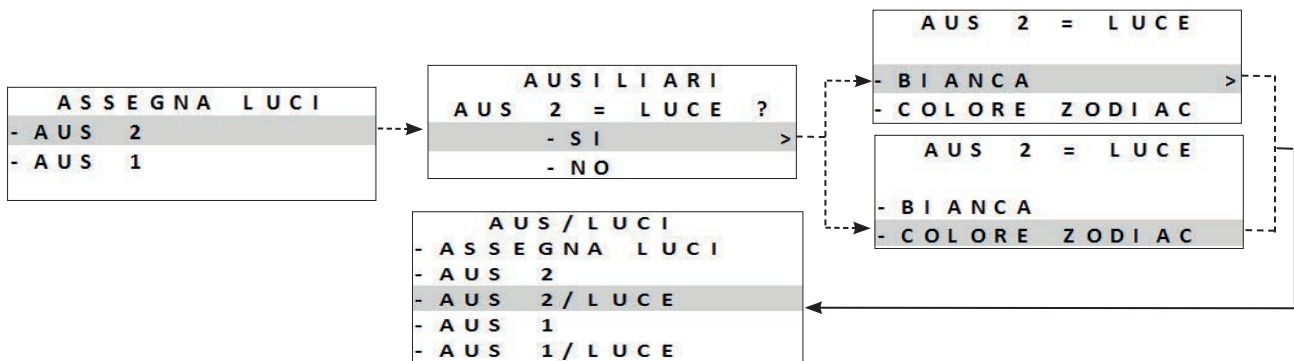 ASSEGNA LUCI
- AUS 2
- AUS 1
AUSILIARI
AUS 2 = LUCE ?
- SI >
- NO
AUS 2 = LUCE
- BIANCA >
- COLORE ZODIAC
AUS 2 = LUCE
- BIANCA
- COLORE ZODIAC
AUS/LUCI
- ASSEGNA LUCI
- AUS 2
- AUS 2/LUCE
- AUS 1
- AUS 1/LUCE